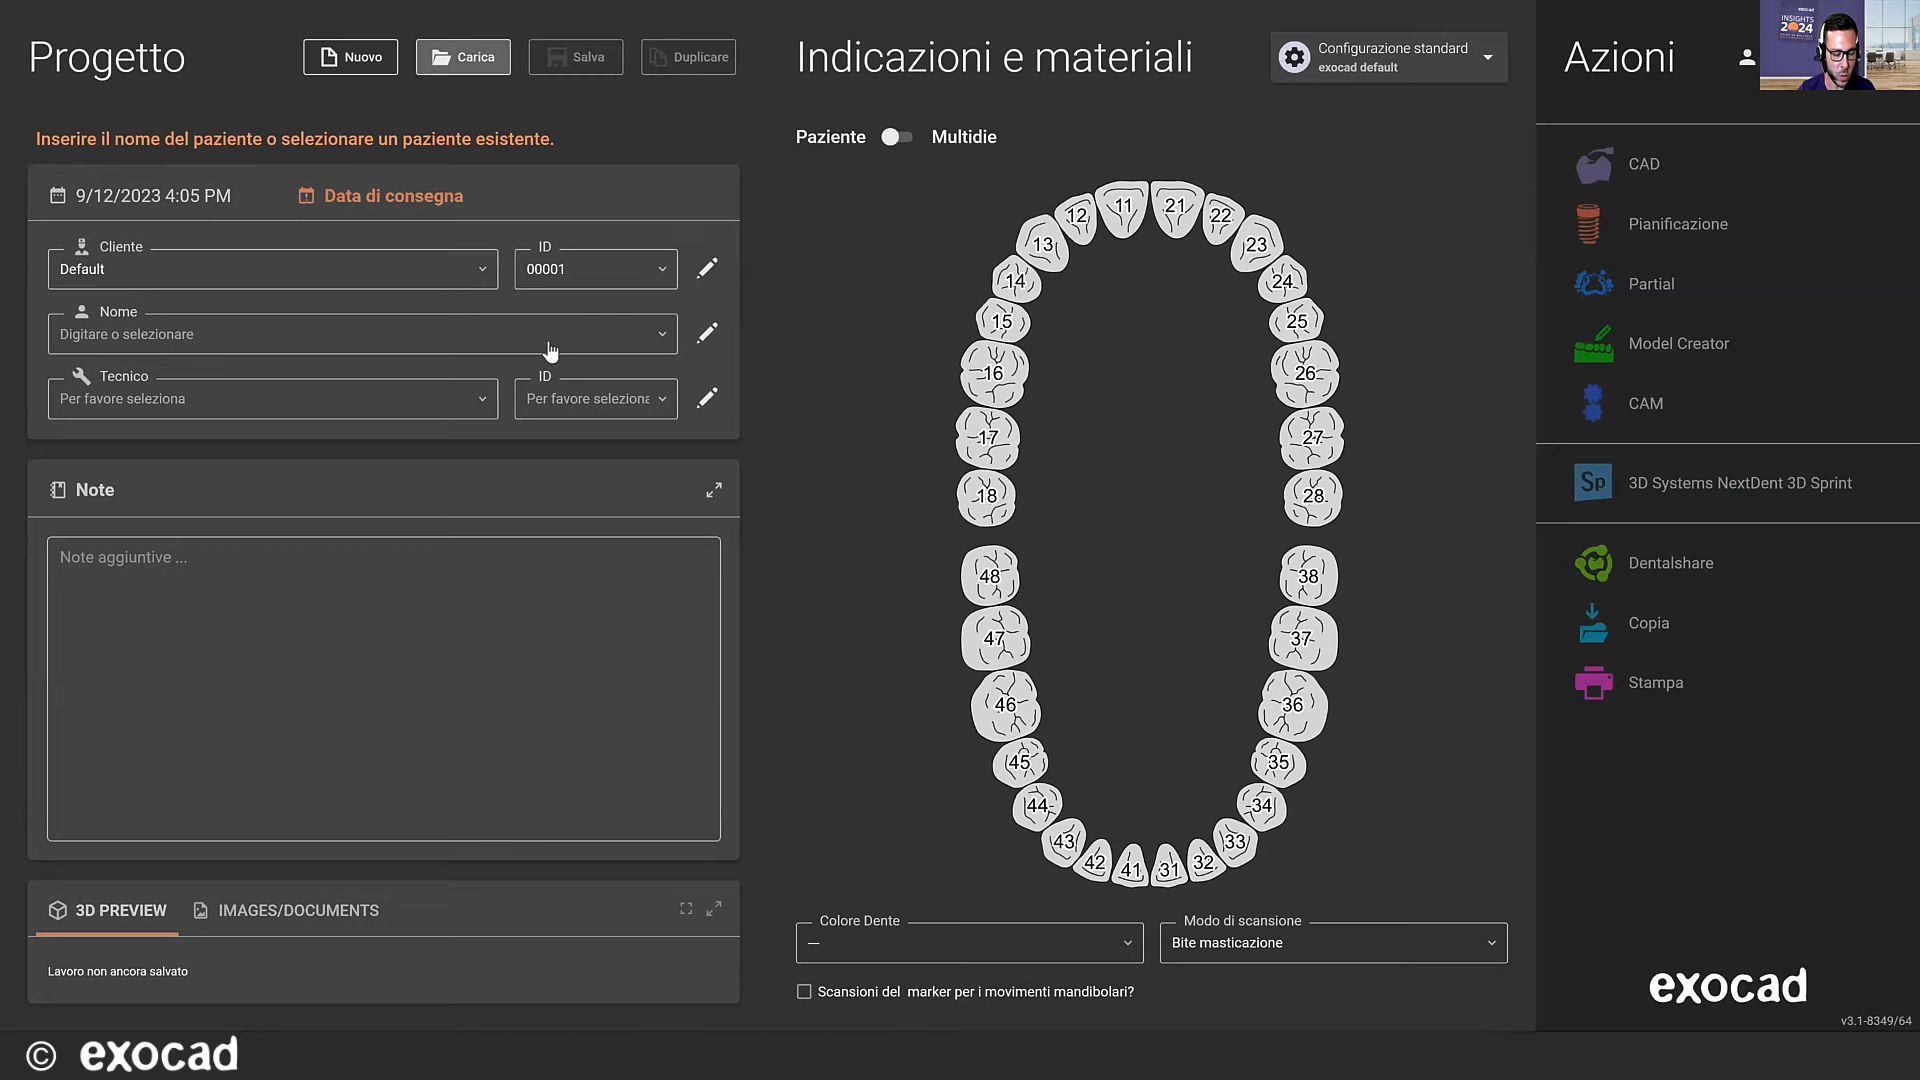 Progetto
Nuovo
Carica
Salva
Duplicare
Inserire il nome del paziente o selezionare un paziente esistente.
9/12/2023 4:05 PM
Data di consegna
Cliente
Default
ID
00001
Nome
Digitare o selezionare
Tecnico
Per favore seleziona
ID
Per favore seleziona
Note
Note aggiuntive ...
3D PREVIEW
IMAGES/DOCUMENTS
Lavoro non ancora salvato
Indicazioni e materiali
Configurazione standard
exocad default
Paziente
Multidie
11
21
12
22
13
23
14
24
15
25
16
26
17
27
18
28
48
38
47
37
46
36
45
35
44
34
43
33
42
32
41
31
Colore Dente
—
Modo di scansione
Bite masticazione
Scansioni del marker per i movimenti mandibolari?
Azioni
exocad
INSIGHTS
2024
CAD
Pianificazione
Partial
Model Creator
CAM
Sp
3D Systems NextDent 3D Sprint
Dentalshare
Copia
Stampa
exocad
v3.1-8349/64
© exocad